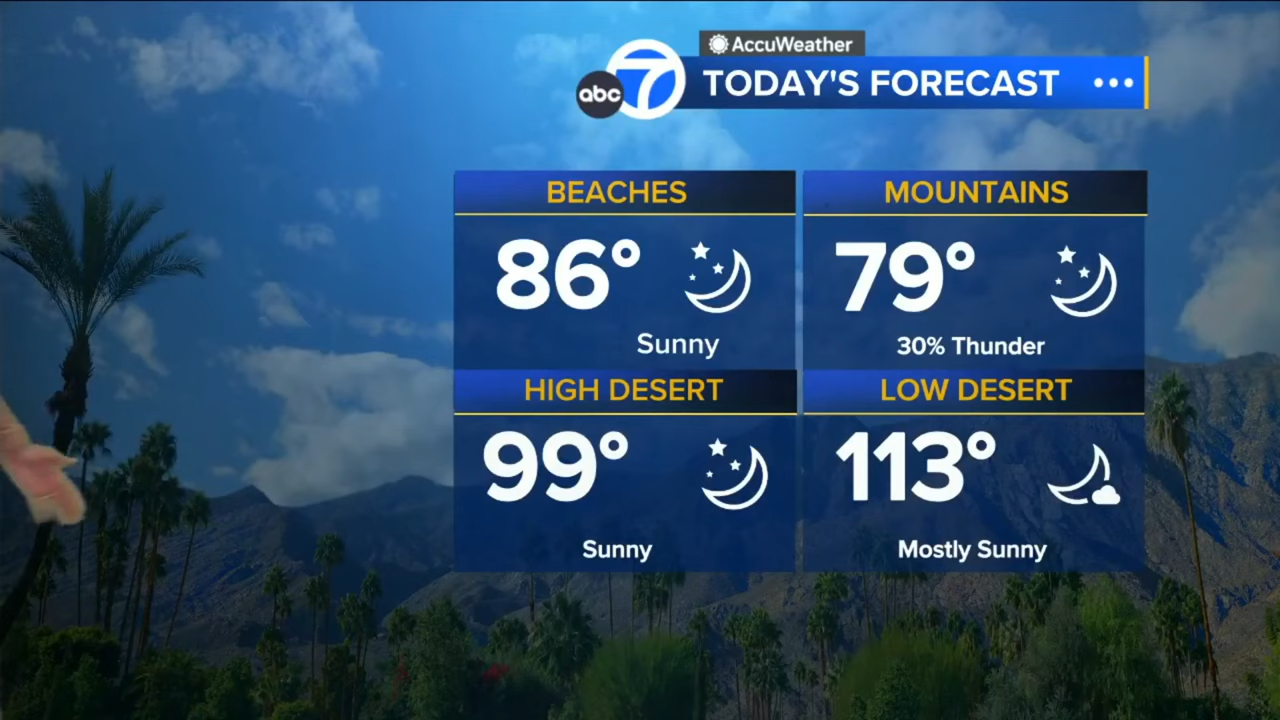 AccuWeather
abc 7 TODAY'S FORECAST
BEACHES
86°
Sunny
MOUNTAINS
79°
30% Thunder
HIGH DESERT
99°
Sunny
LOW DESERT
113°
Mostly Sunny